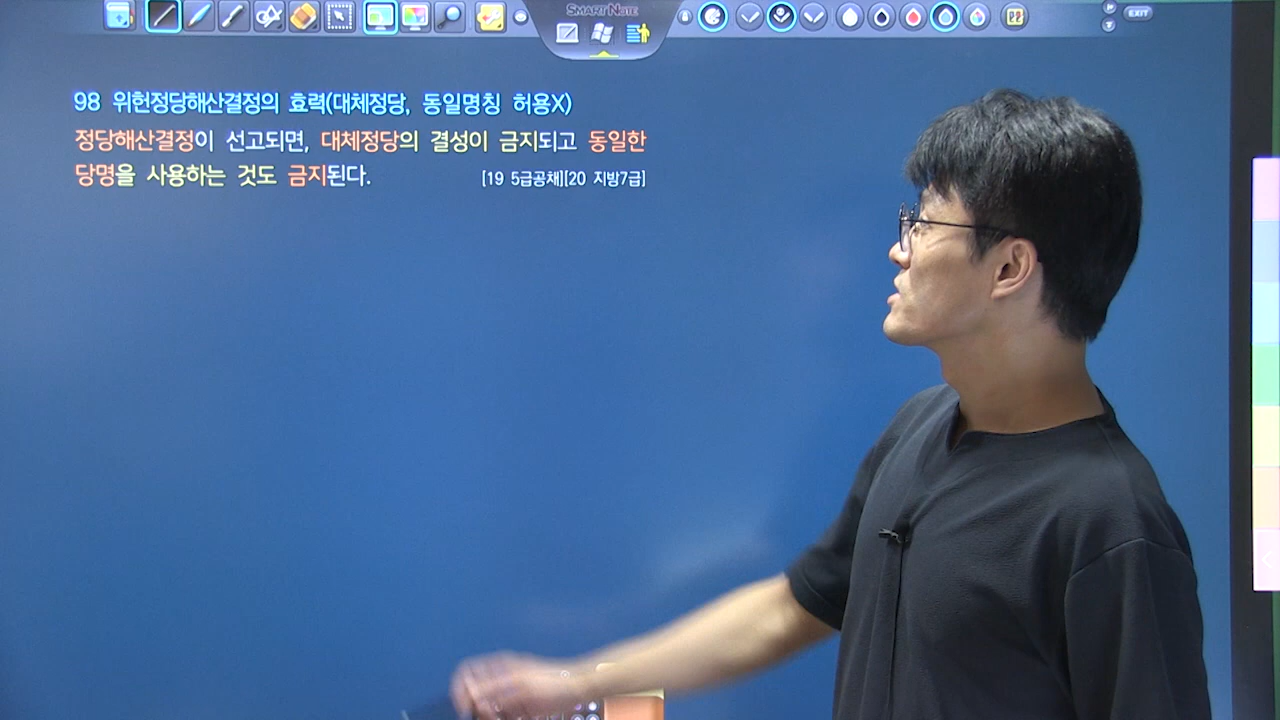 SMART NOTE
EXIT
98 위헌정당해산결정의 효력(대체정당, 동일명칭 허용X)
정당해산결정이 선고되면, 대체정당의 결성이 금지되고 동일한
당명을 사용하는 것도 금지된다.
[19 5급공채][20 지방7급]